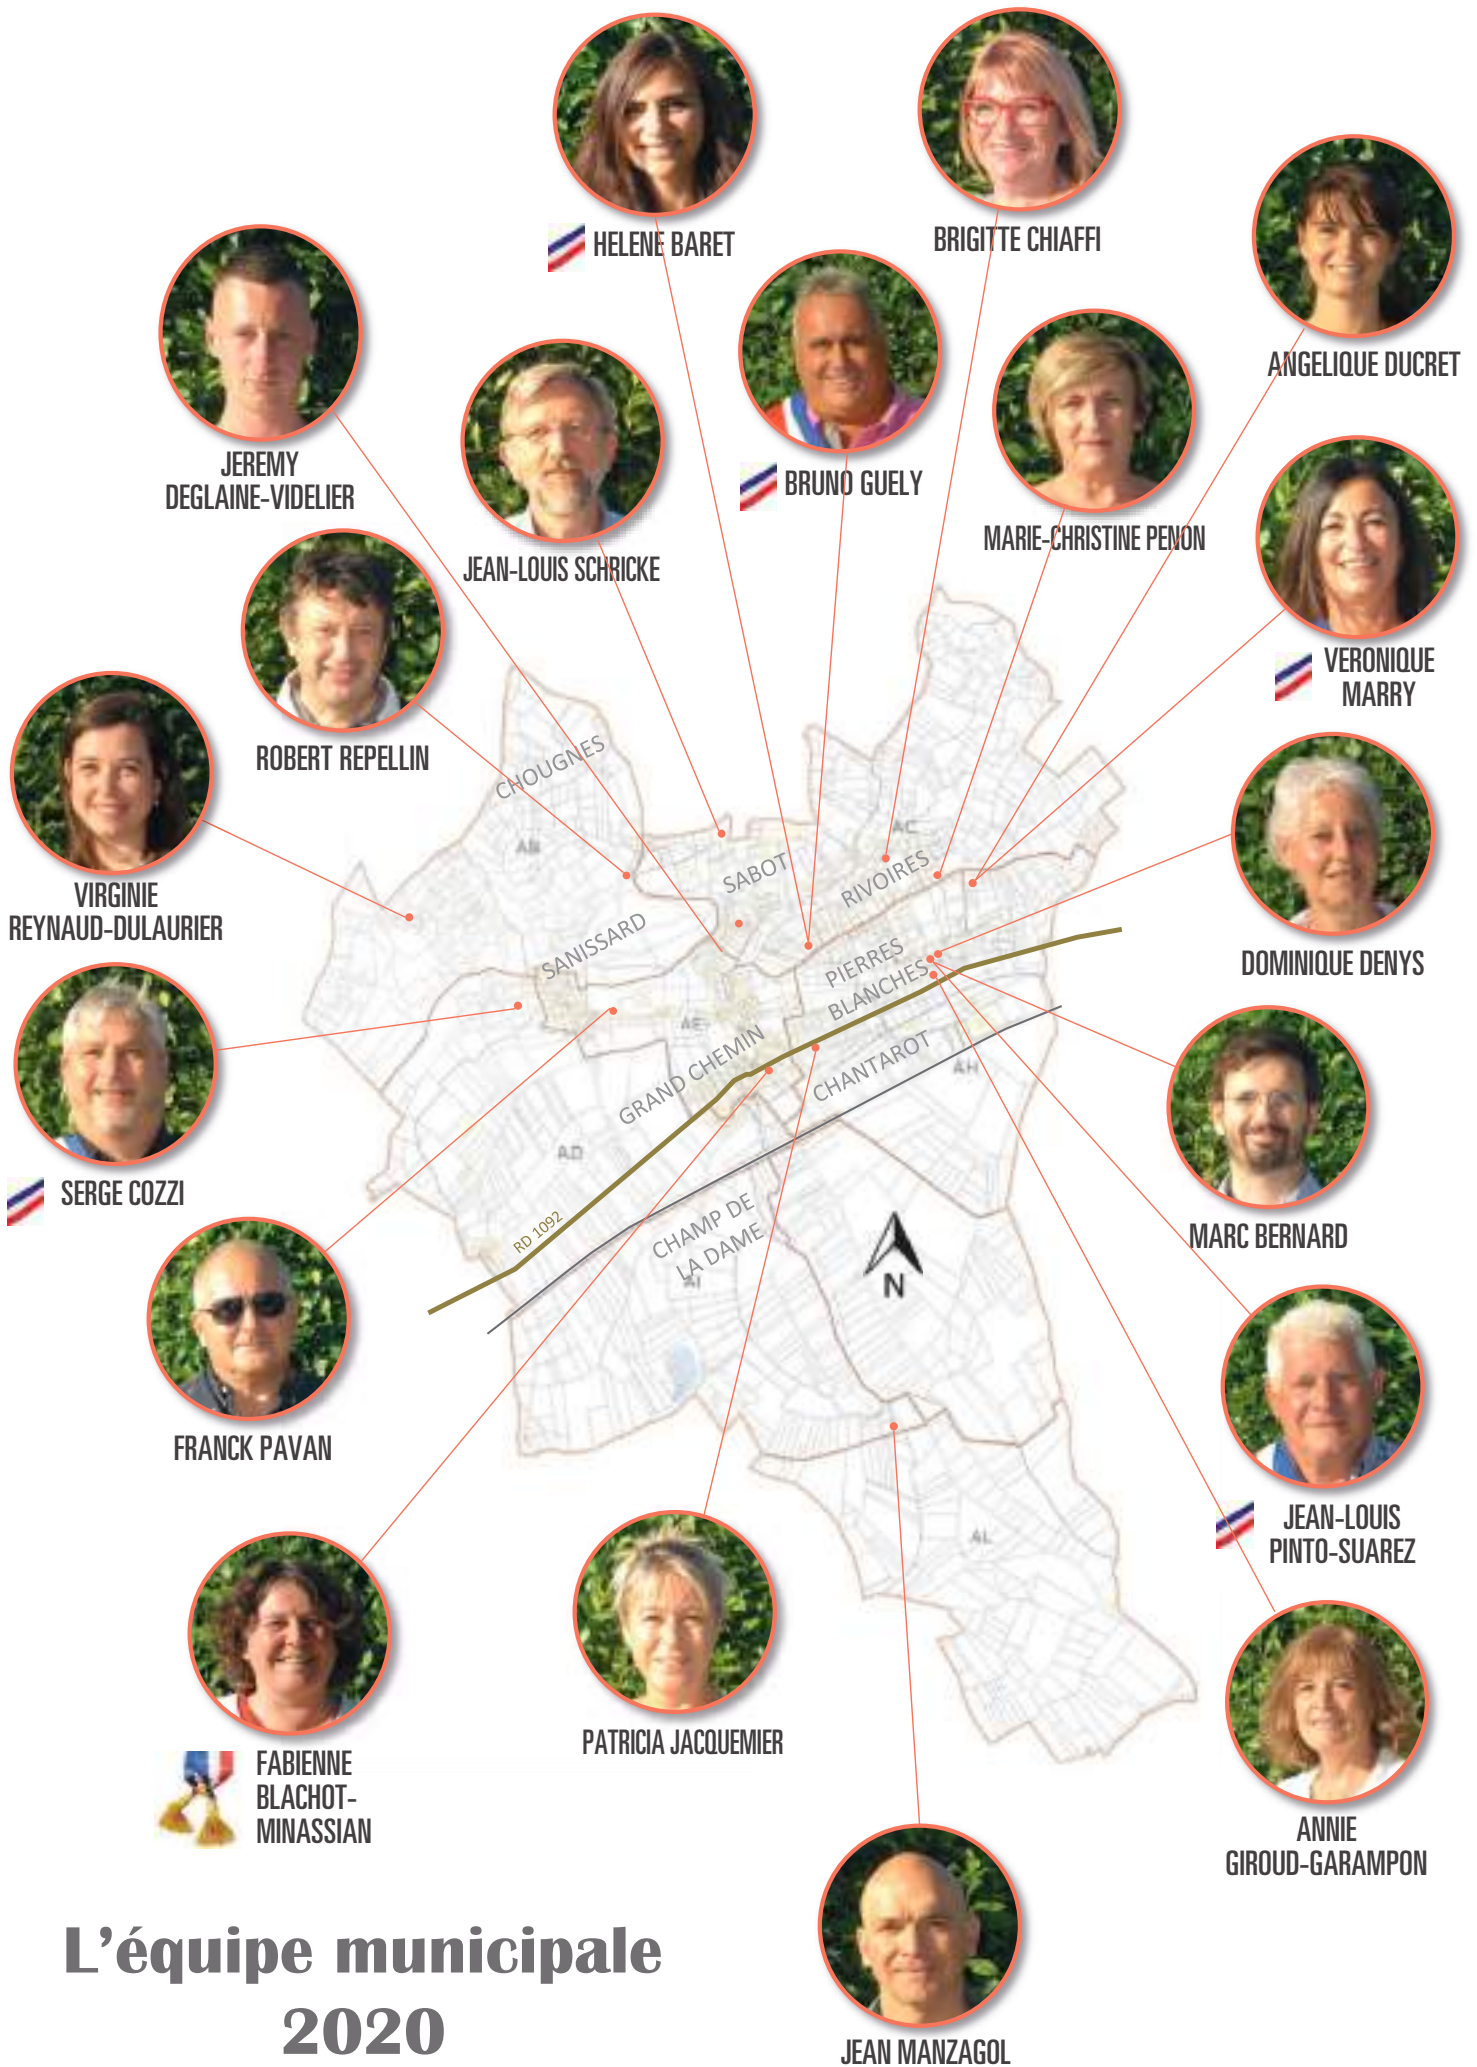 HELENE BARET
BRIGITTE CHIAFFI
ANGELIQUE DUCRET
JEREMY
DEGLAINE-VIDELIER
JEAN-LOUIS SCHRICKE
BRUNO GUELY
MARIE-CHRISTINE PENON
VERONIQUE
MARRY
ROBERT REPELLIN
VIRGINIE
REYNAUD-DULAURIER
DOMINIQUE DENYS
SERGE COZZI
MARC BERNARD
FRANCK PAVAN
JEAN-LOUIS
PINTO-SUAREZ
FABIENNE
BLACHOT-
MINASSIAN
PATRICIA JACQUEMIER
ANNIE
GIROUD-GARAMPON
JEAN MANZAGOL
CHOUGNES
SABOT
AC
RIVOIRES
SANISSARD
PIERRES
BLANCHES
AE
GRAND CHEMIN
CHANTAROT
AH
AD
RD 1092
CHAMP DE
LA DAME
AI
N
AL
L’équipe municipale
2020